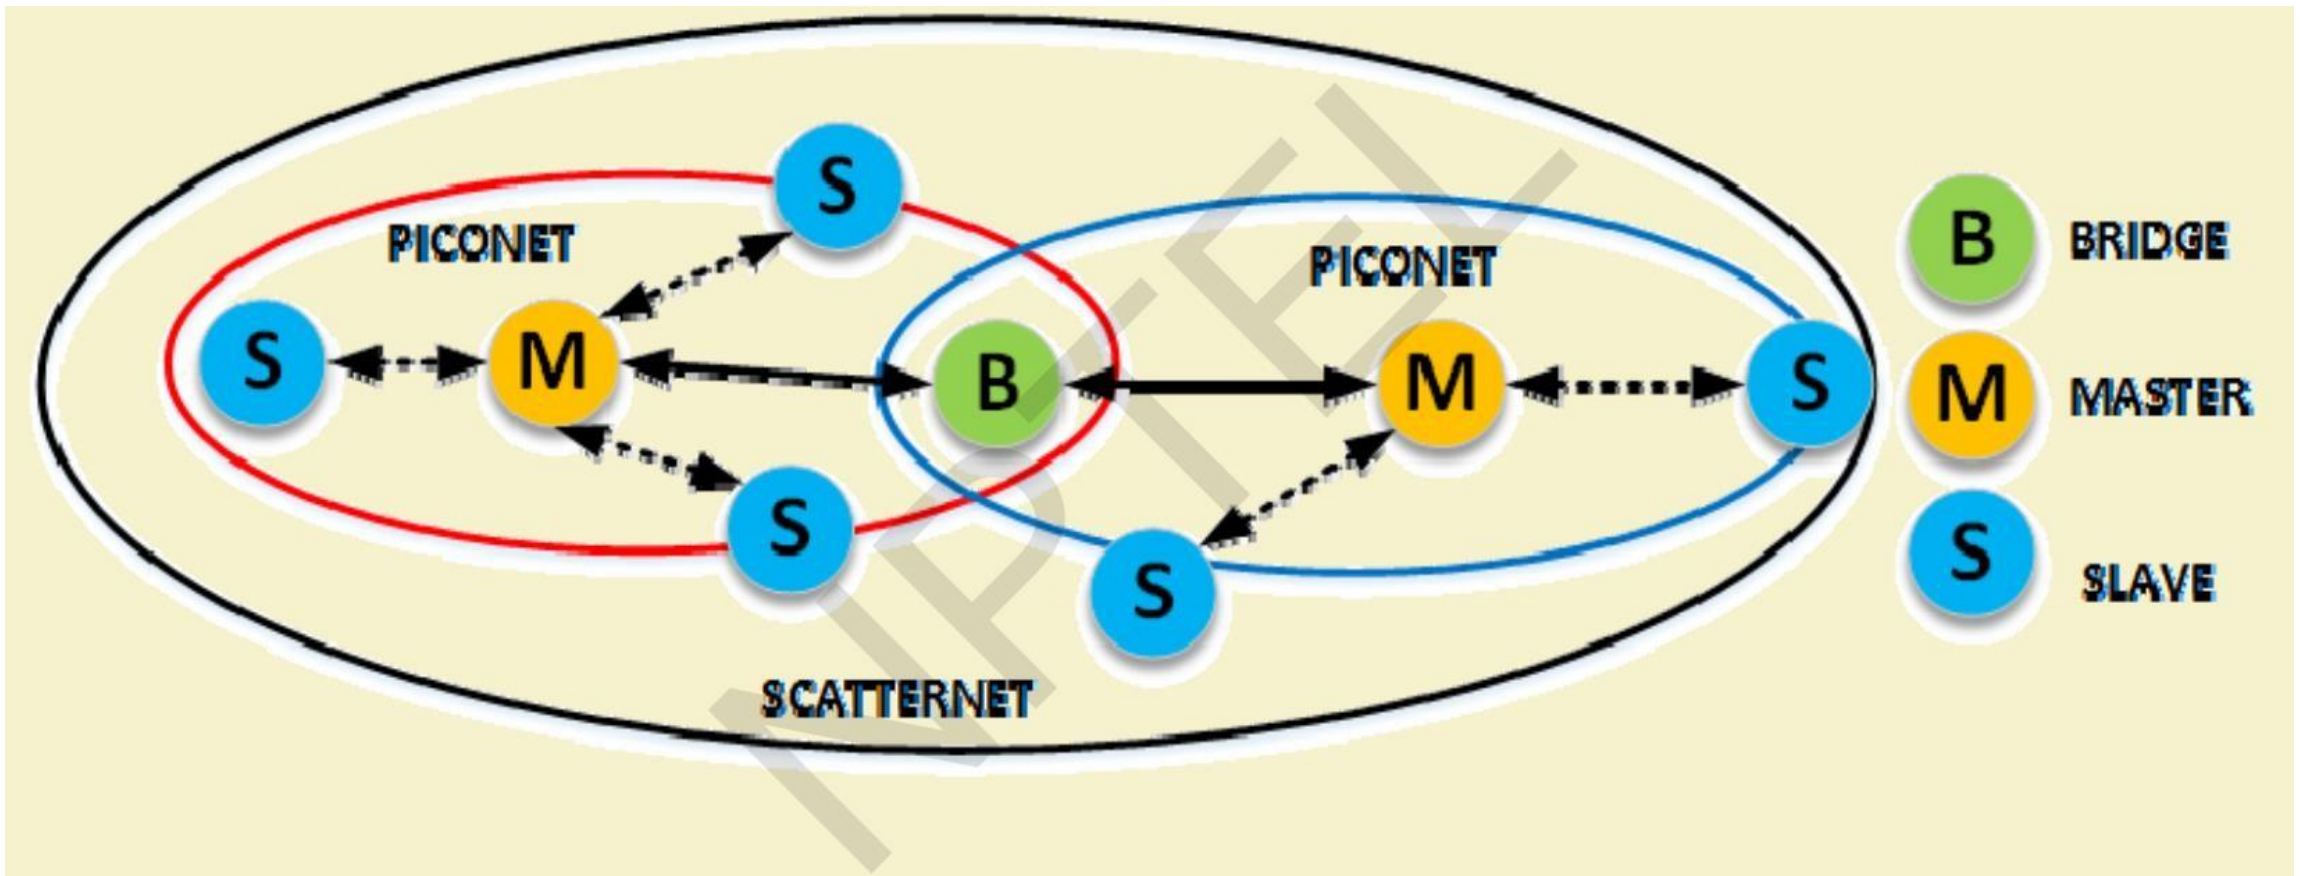 S
PICONET
PICONET
B
BRIDGE
S
M
B
M
S
M
MASTER
S
S
S
SLAVE
SCATTERNET
NPTEL